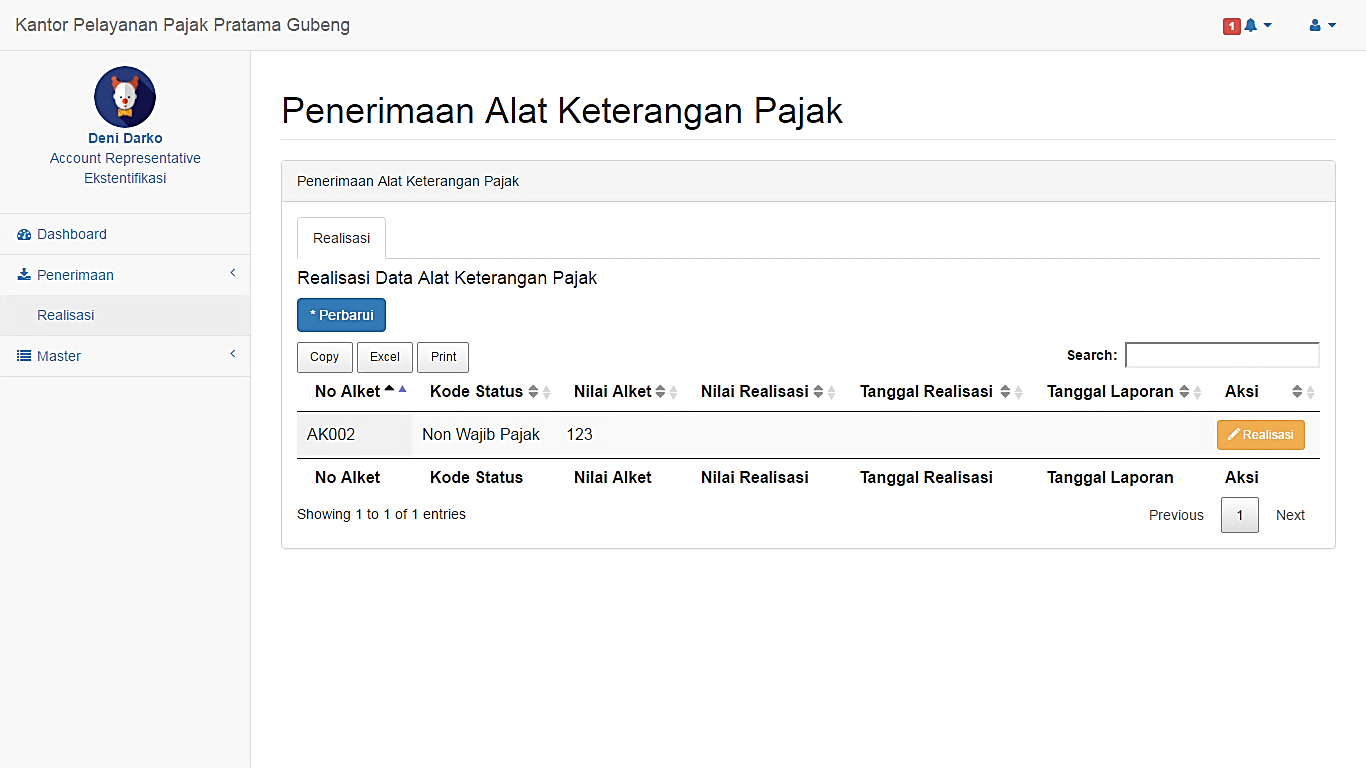 Kantor Pelayanan Pajak Pratama Gubeng
1
Deni Darko
Account Representative
Ekstentifikasi
Dashboard
Penerimaan
Realisasi
Master
Penerimaan Alat Keterangan Pajak
Penerimaan Alat Keterangan Pajak
Realisasi
Realisasi Data Alat Keterangan Pajak
* Perbarui
Copy Excel Print Search:
No Alket Kode Status Nilai Alket Nilai Realisasi Tanggal Realisasi Tanggal Laporan Aksi
AK002 Non Wajib Pajak 123 Realisasi
No Alket Kode Status Nilai Alket Nilai Realisasi Tanggal Realisasi Tanggal Laporan Aksi
Showing 1 to 1 of 1 entries Previous 1 Next